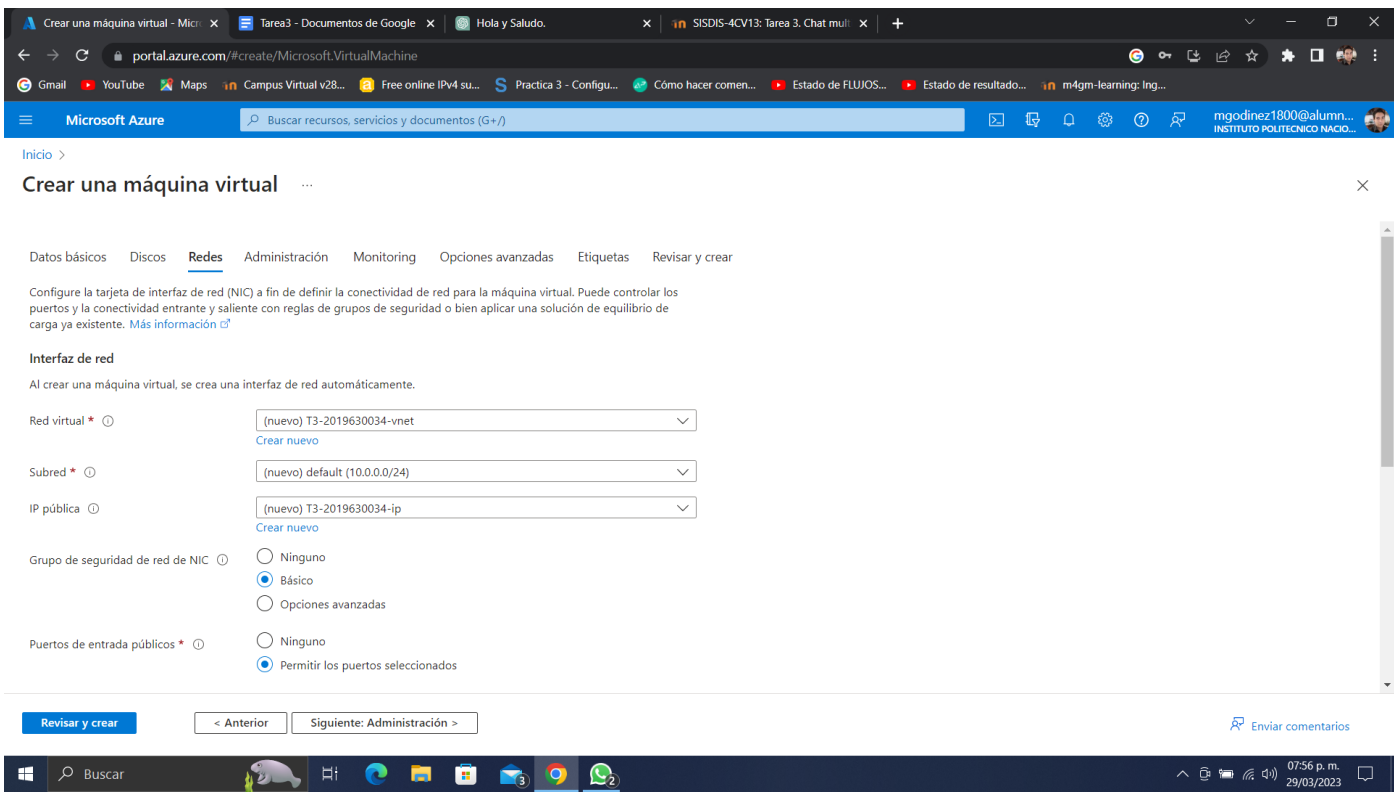 Crear una máquina virtual - Micr
Tarea3 - Documentos de Google
Hola y Saludo.
SISDIS-4CV13: Tarea 3. Chat mult
portal.azure.com/#create/Microsoft.VirtualMachine
Gmail
YouTube
Maps
Campus Virtual v28...
Free online IPv4 su...
Practica 3 - Configu...
Cómo hacer comen...
Estado de FLUJOS...
Estado de resultado...
m4gm-learning: Ing...
Microsoft Azure
Buscar recursos, servicios y documentos (G+/)
mgodinez1800@alumn...
INSTITUTO POLITECNICO NACIO...
Inicio >
Crear una máquina virtual ...
Datos básicos
Discos
Redes
Administración
Monitoring
Opciones avanzadas
Etiquetas
Revisar y crear
Configure la tarjeta de interfaz de red (NIC) a fin de definir la conectividad de red para la máquina virtual. Puede controlar los
puertos y la conectividad entrante y saliente con reglas de grupos de seguridad o bien aplicar una solución de equilibrio de
carga ya existente. Más información
Interfaz de red
Al crear una máquina virtual, se crea una interfaz de red automáticamente.
Red virtual *
(nuevo) T3-2019630034-vnet
Crear nuevo
Subred *
(nuevo) default (10.0.0.0/24)
IP pública
(nuevo) T3-2019630034-ip
Crear nuevo
Grupo de seguridad de red de NIC
Ninguno
Básico
Opciones avanzadas
Puertos de entrada públicos *
Ninguno
Permitir los puertos seleccionados
Revisar y crear
< Anterior
Siguiente: Administración >
Enviar comentarios
Buscar
3
2
07:56 p. m.
29/03/2023